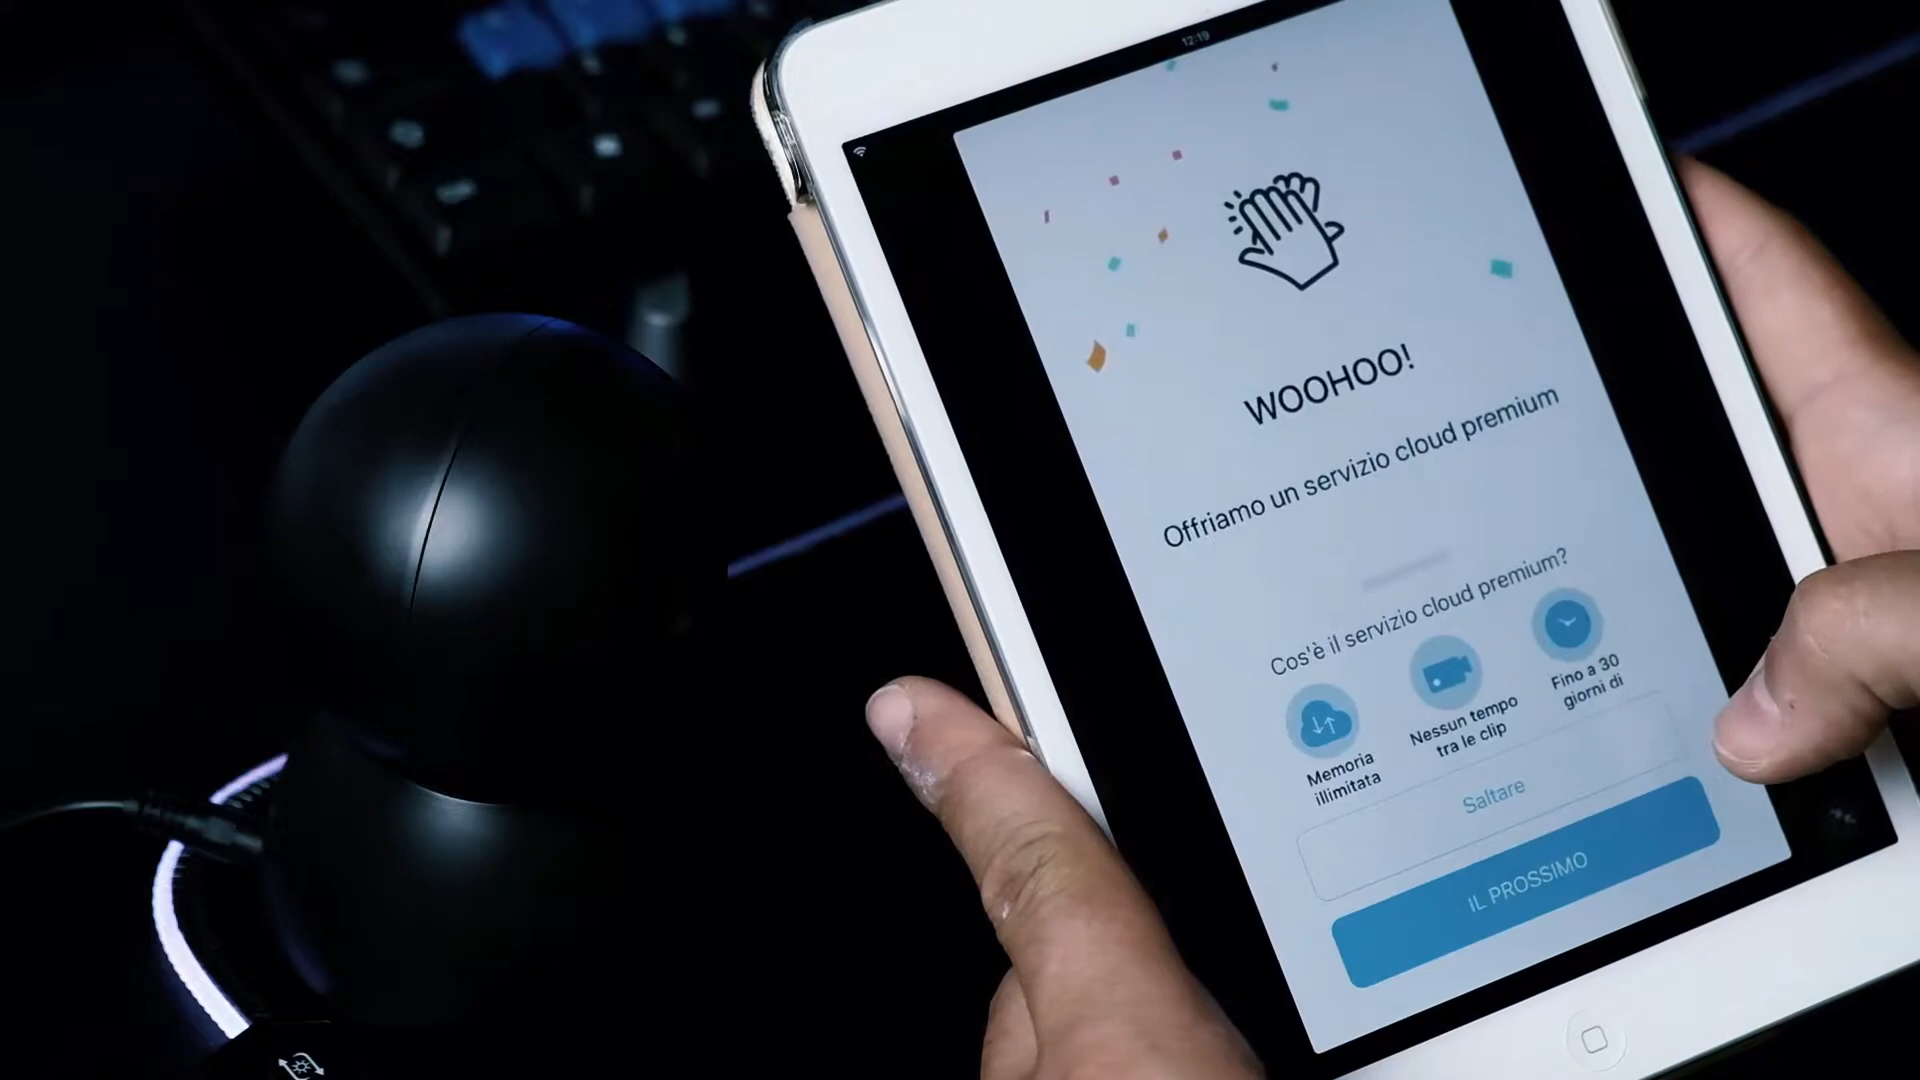 12:19
WOOHOO!
Offriamo un servizio cloud premium
Cos'è il servizio cloud premium?
Memoria
illimitata
Nessun tempo
tra le clip
Fino a 30
giorni di
Saltare
IL PROSSIMO